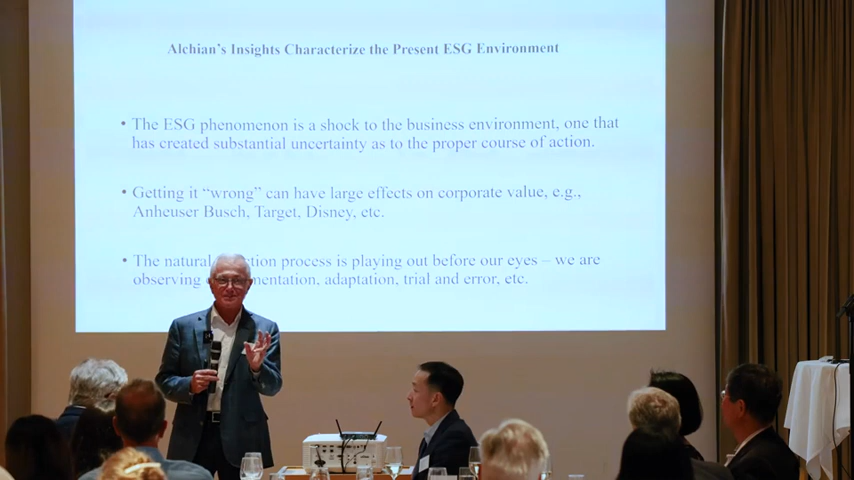 Alchian's Insights Characterize the Present ESG Environment
• The ESG phenomenon is a shock to the business environment, one that
has created substantial uncertainty as to the proper course of action.
• Getting it “wrong” can have large effects on corporate value, e.g.,
Anheuser Busch, Target, Disney, etc.
• The natural process is playing out before our eyes – we are
observing adaptation, trial and error, etc.